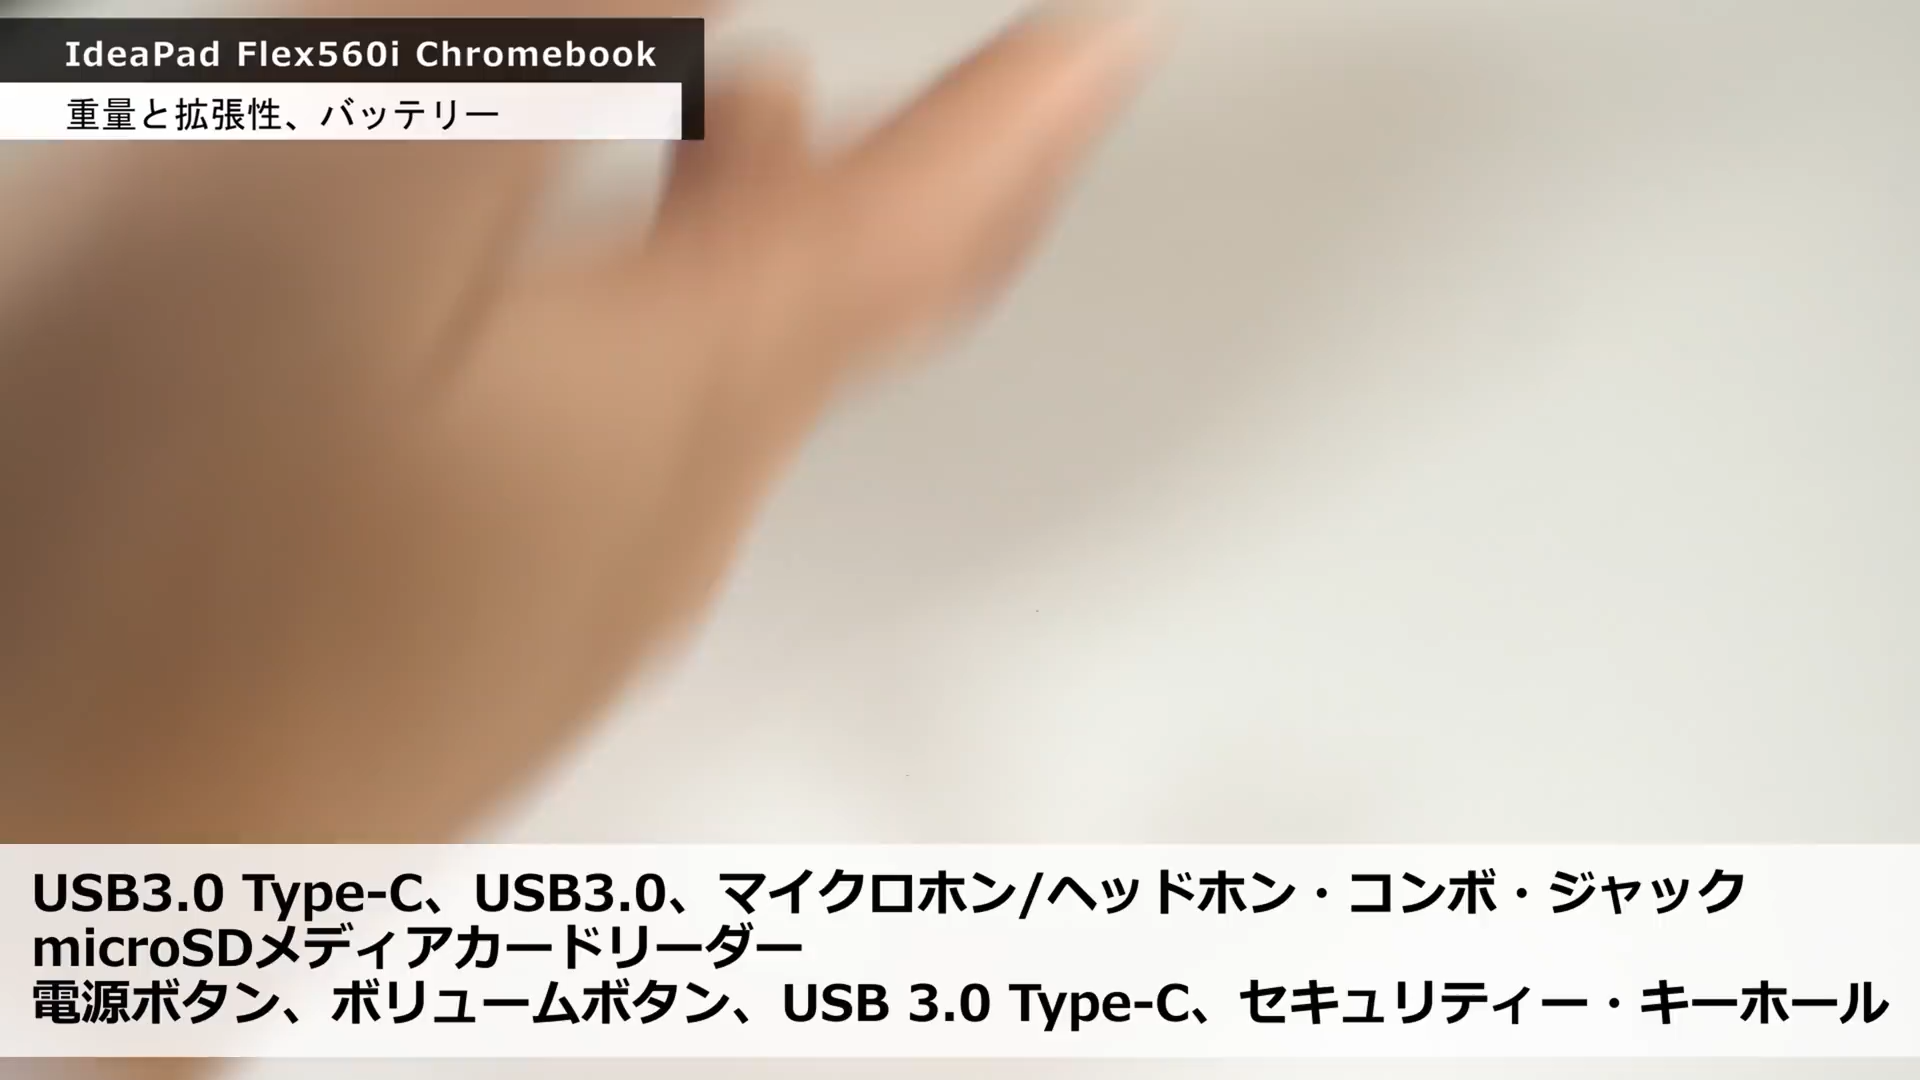 IdeaPad Flex560i Chromebook
重量と拡張性、バッテリー
USB3.0 Type-C、USB3.0、マイクロホン/ヘッドホン・コンボ・ジャック
microSDメディアカードリーダー
電源ボタン、ボリュームボタン、USB 3.0 Type-C、セキュリティー・キーホール